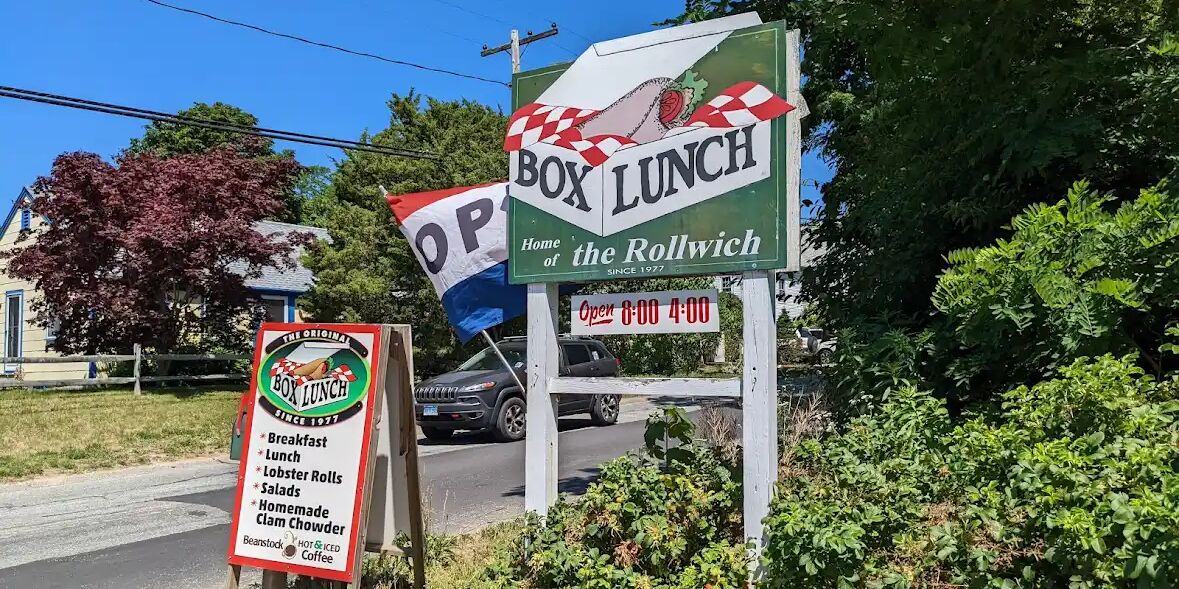 BOX LUNCH
Home
of the Rollwich
SINCE 1977
Open 8:00 4:00
OP
THE ORIGINAL
BOX LUNCH
SINCE 1977
* Breakfast
* Lunch
* Lobster Rolls
* Salads
* Homemade
Clam Chowder
Beanstock HOT & ICED
Coffee